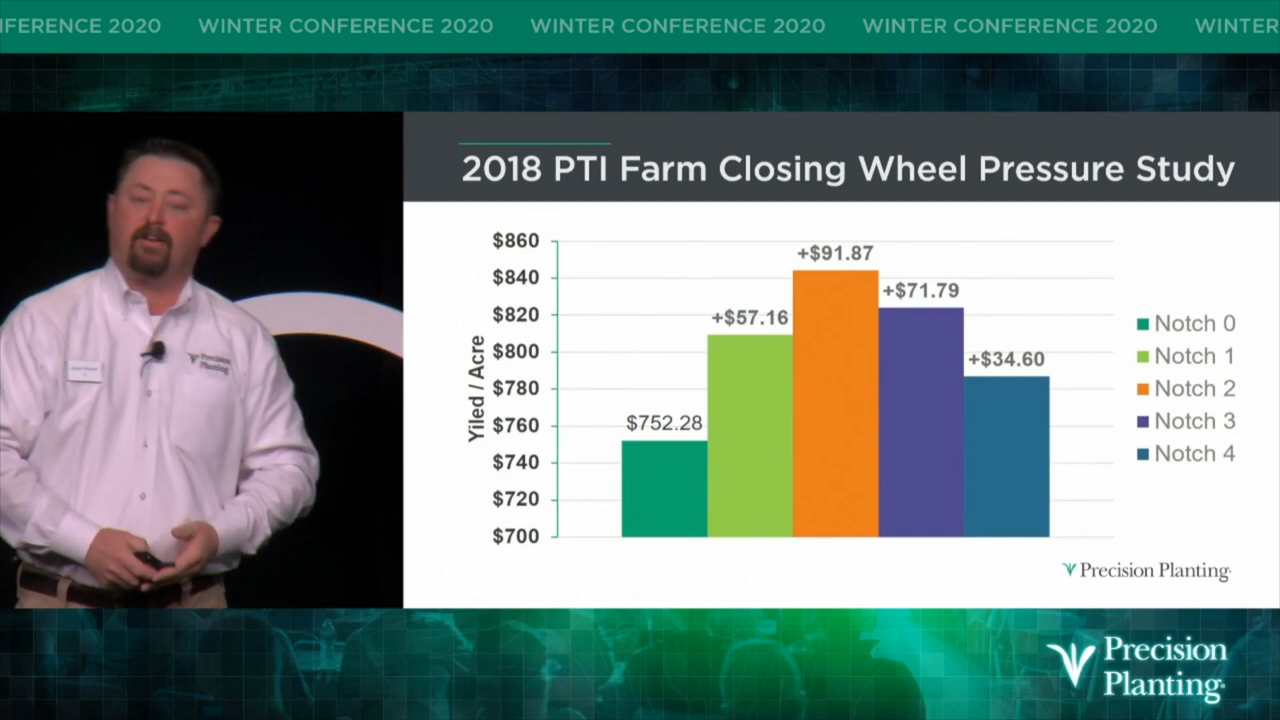 IFERENCE 2020 WINTER CONFERENCE 2020 WINTER CONFERENCE 2020 WINTER CONFERENCE 2020 WINTER
2018 PTI Farm Closing Wheel Pressure Study
Yiled / Acre
$860
$840
$820
$800
$780
$760
$740
$720
$700
$752.28
+$57.16
+$91.87
+$71.79
+$34.60
Notch 0
Notch 1
Notch 2
Notch 3
Notch 4
Precision Planting
Precision
Planting
Precision
Planting